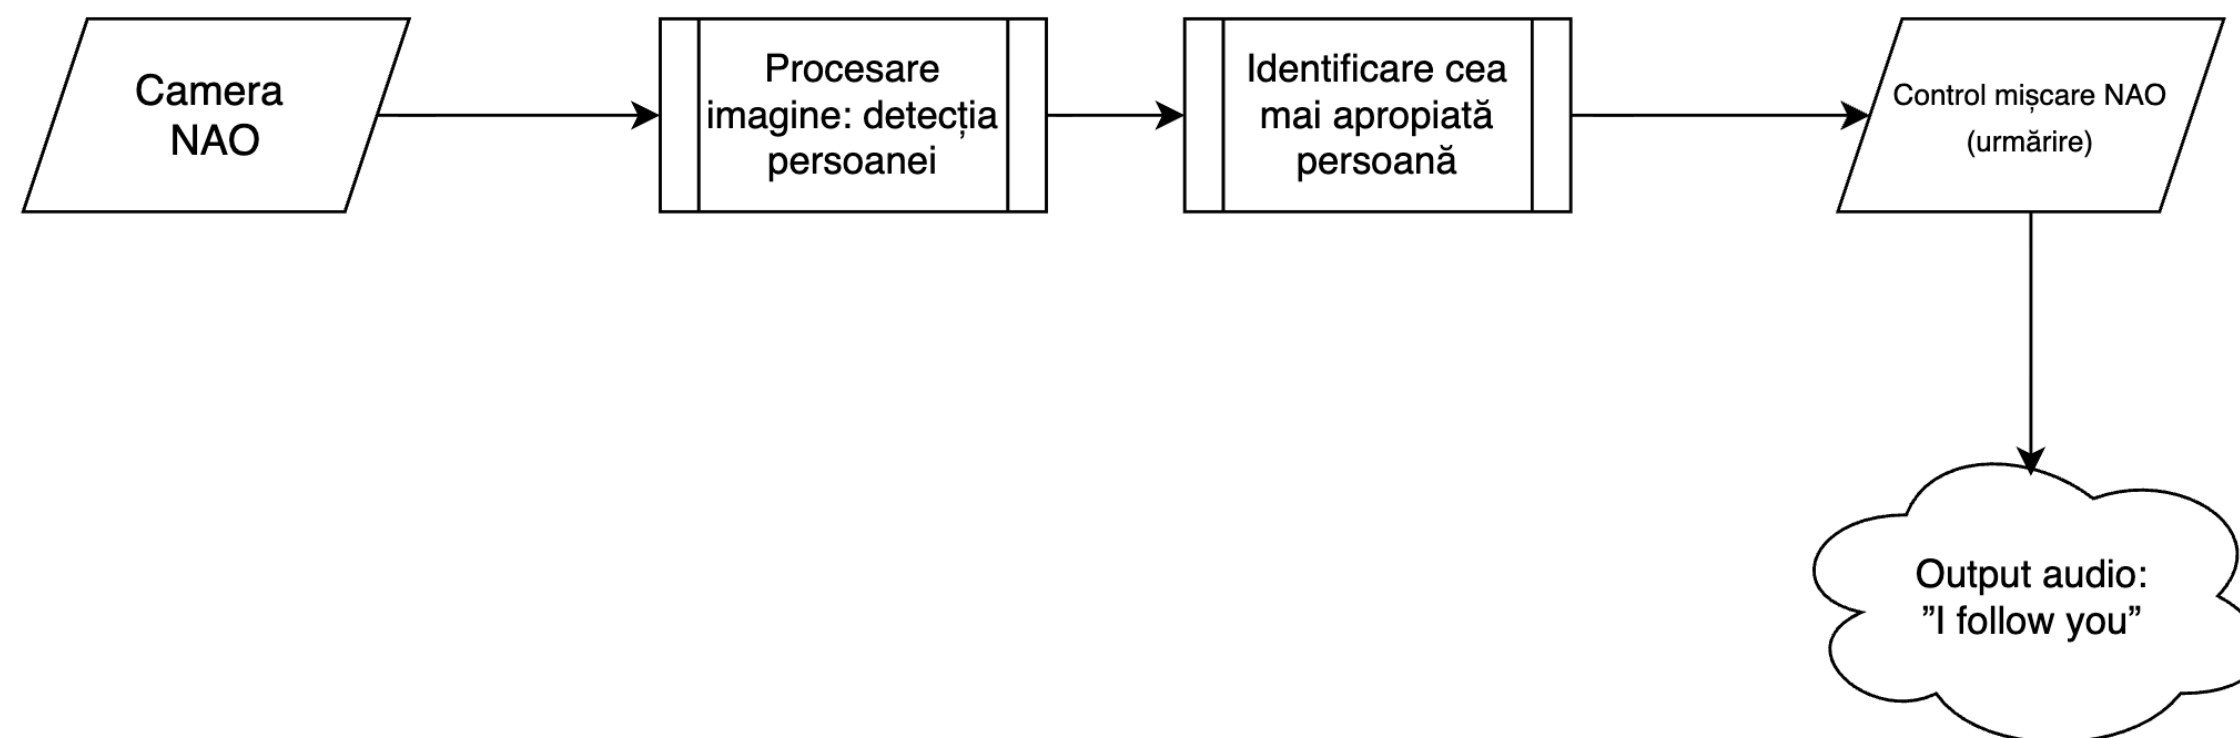 Camera
NAO
Procesare
imagine: detecția
persoanei
Identificare cea
mai apropiată
persoană
Control mișcare NAO
(urmărire)
Output audio:
”I follow you”